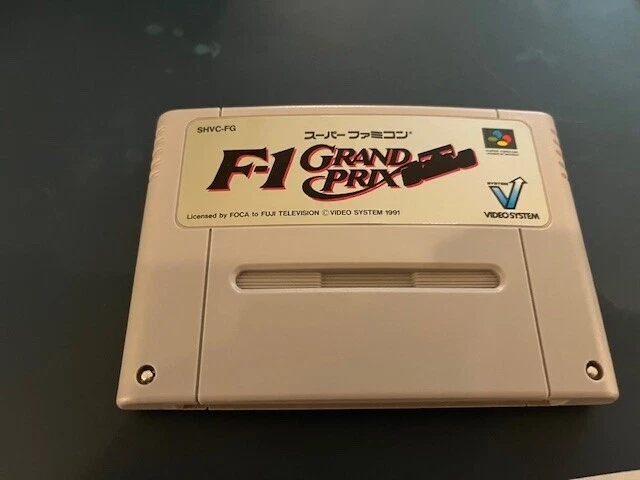 SHVC-FG
スーパーファミコン®
F-1 GRAND PRIX
Licensed by FOCA to FUJI TELEVISION © VIDEO SYSTEM 1991
SYSTEM
V
VIDEO SYSTEM